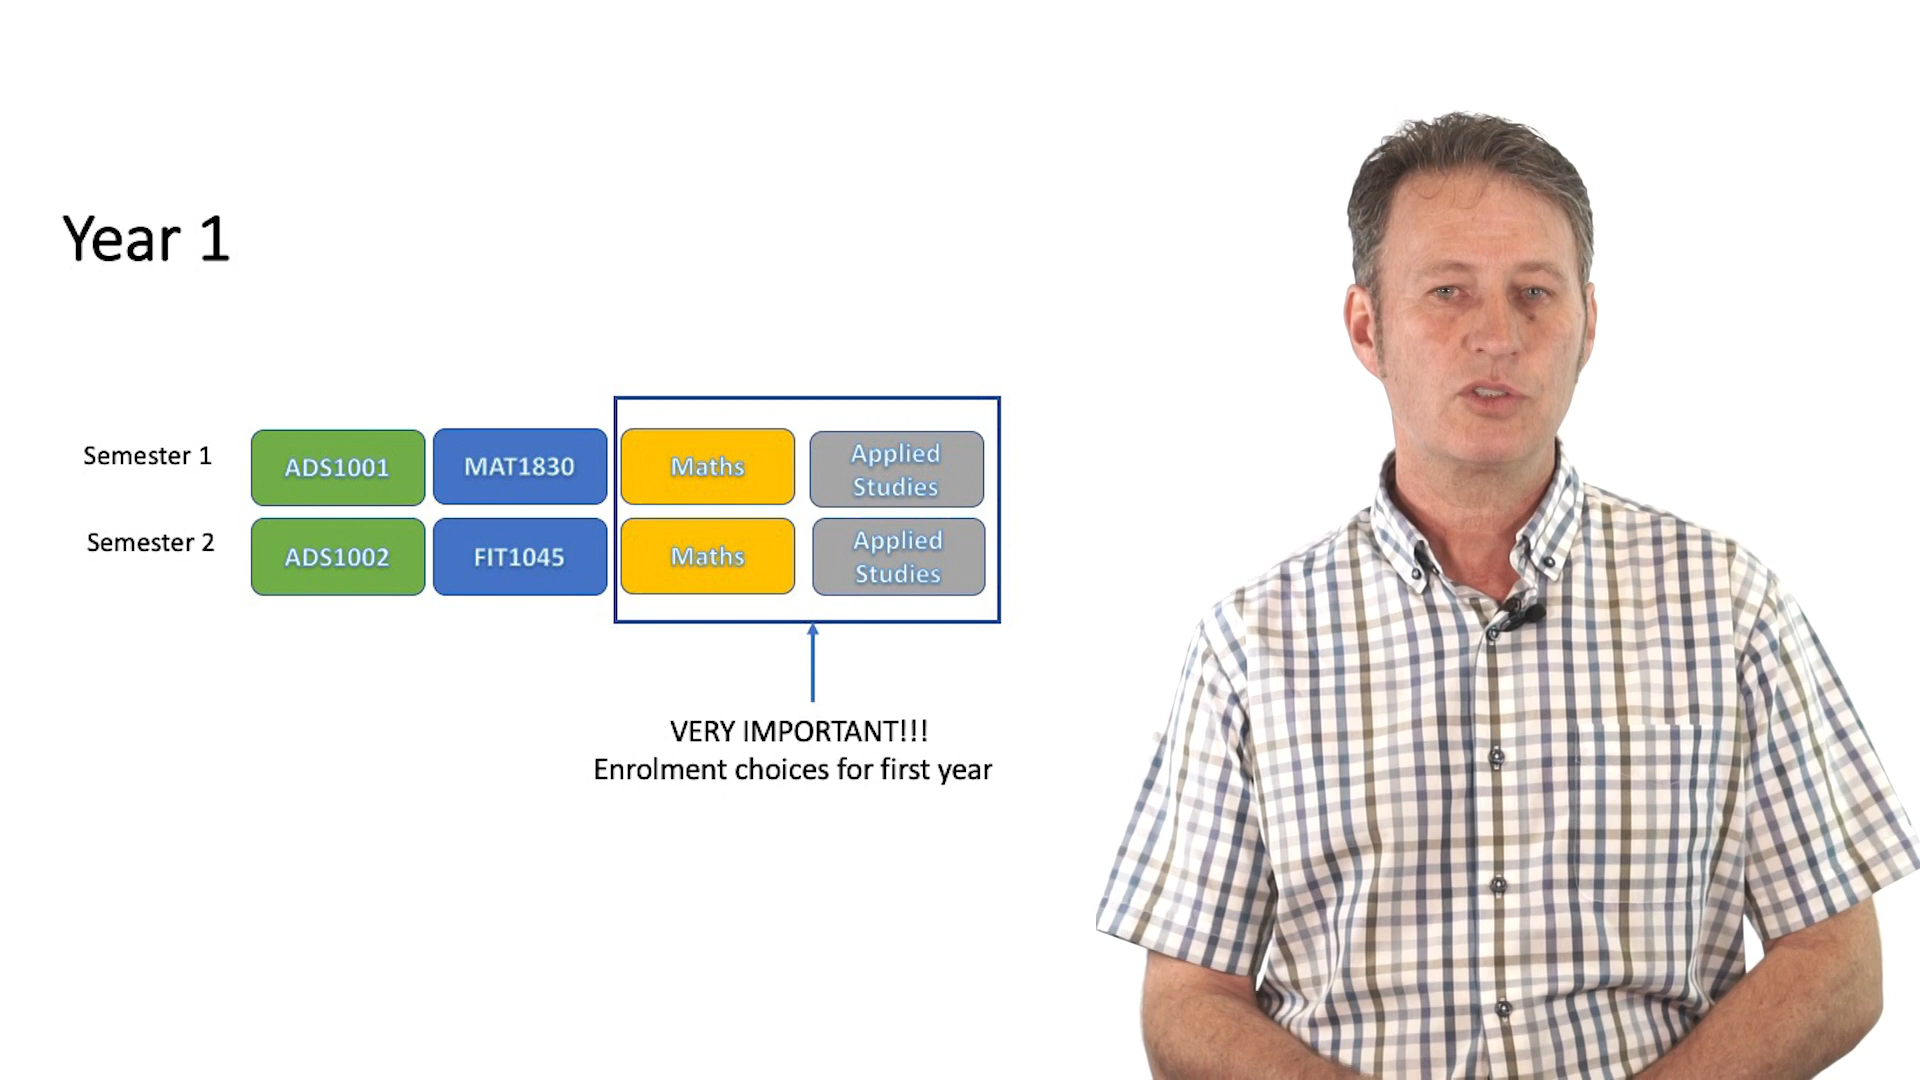 Year 1
Semester 1
ADS1001
MAT1830
Maths
Applied
Studies
Semester 2
ADS1002
FIT1045
Maths
Applied
Studies
VERY IMPORTANT!!!
Enrolment choices for first year